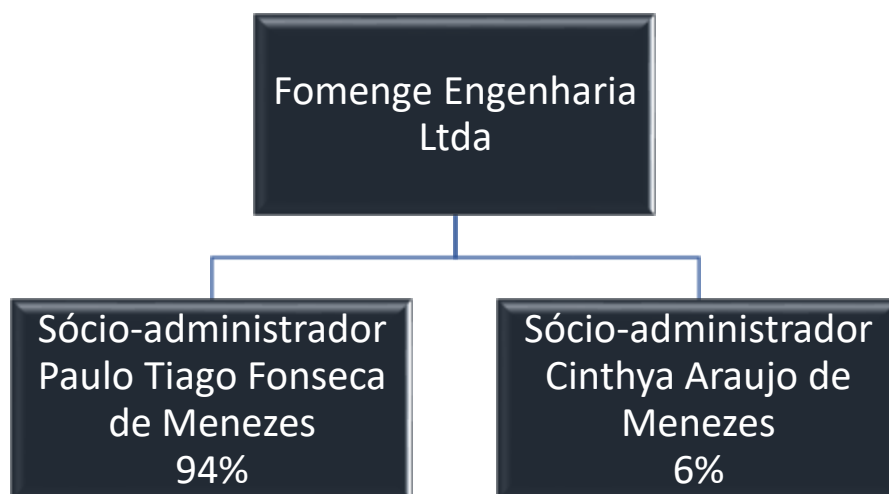 Fomenge Engenharia
Ltda
Sócio-administrador
Paulo Tiago Fonseca
de Menezes
94%
Sócio-administrador
Cinthya Araujo de
Menezes
6%